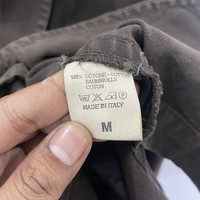 100% COTONE - COTTON
BAUMWOLLE
COTON
MADE IN ITALY
M